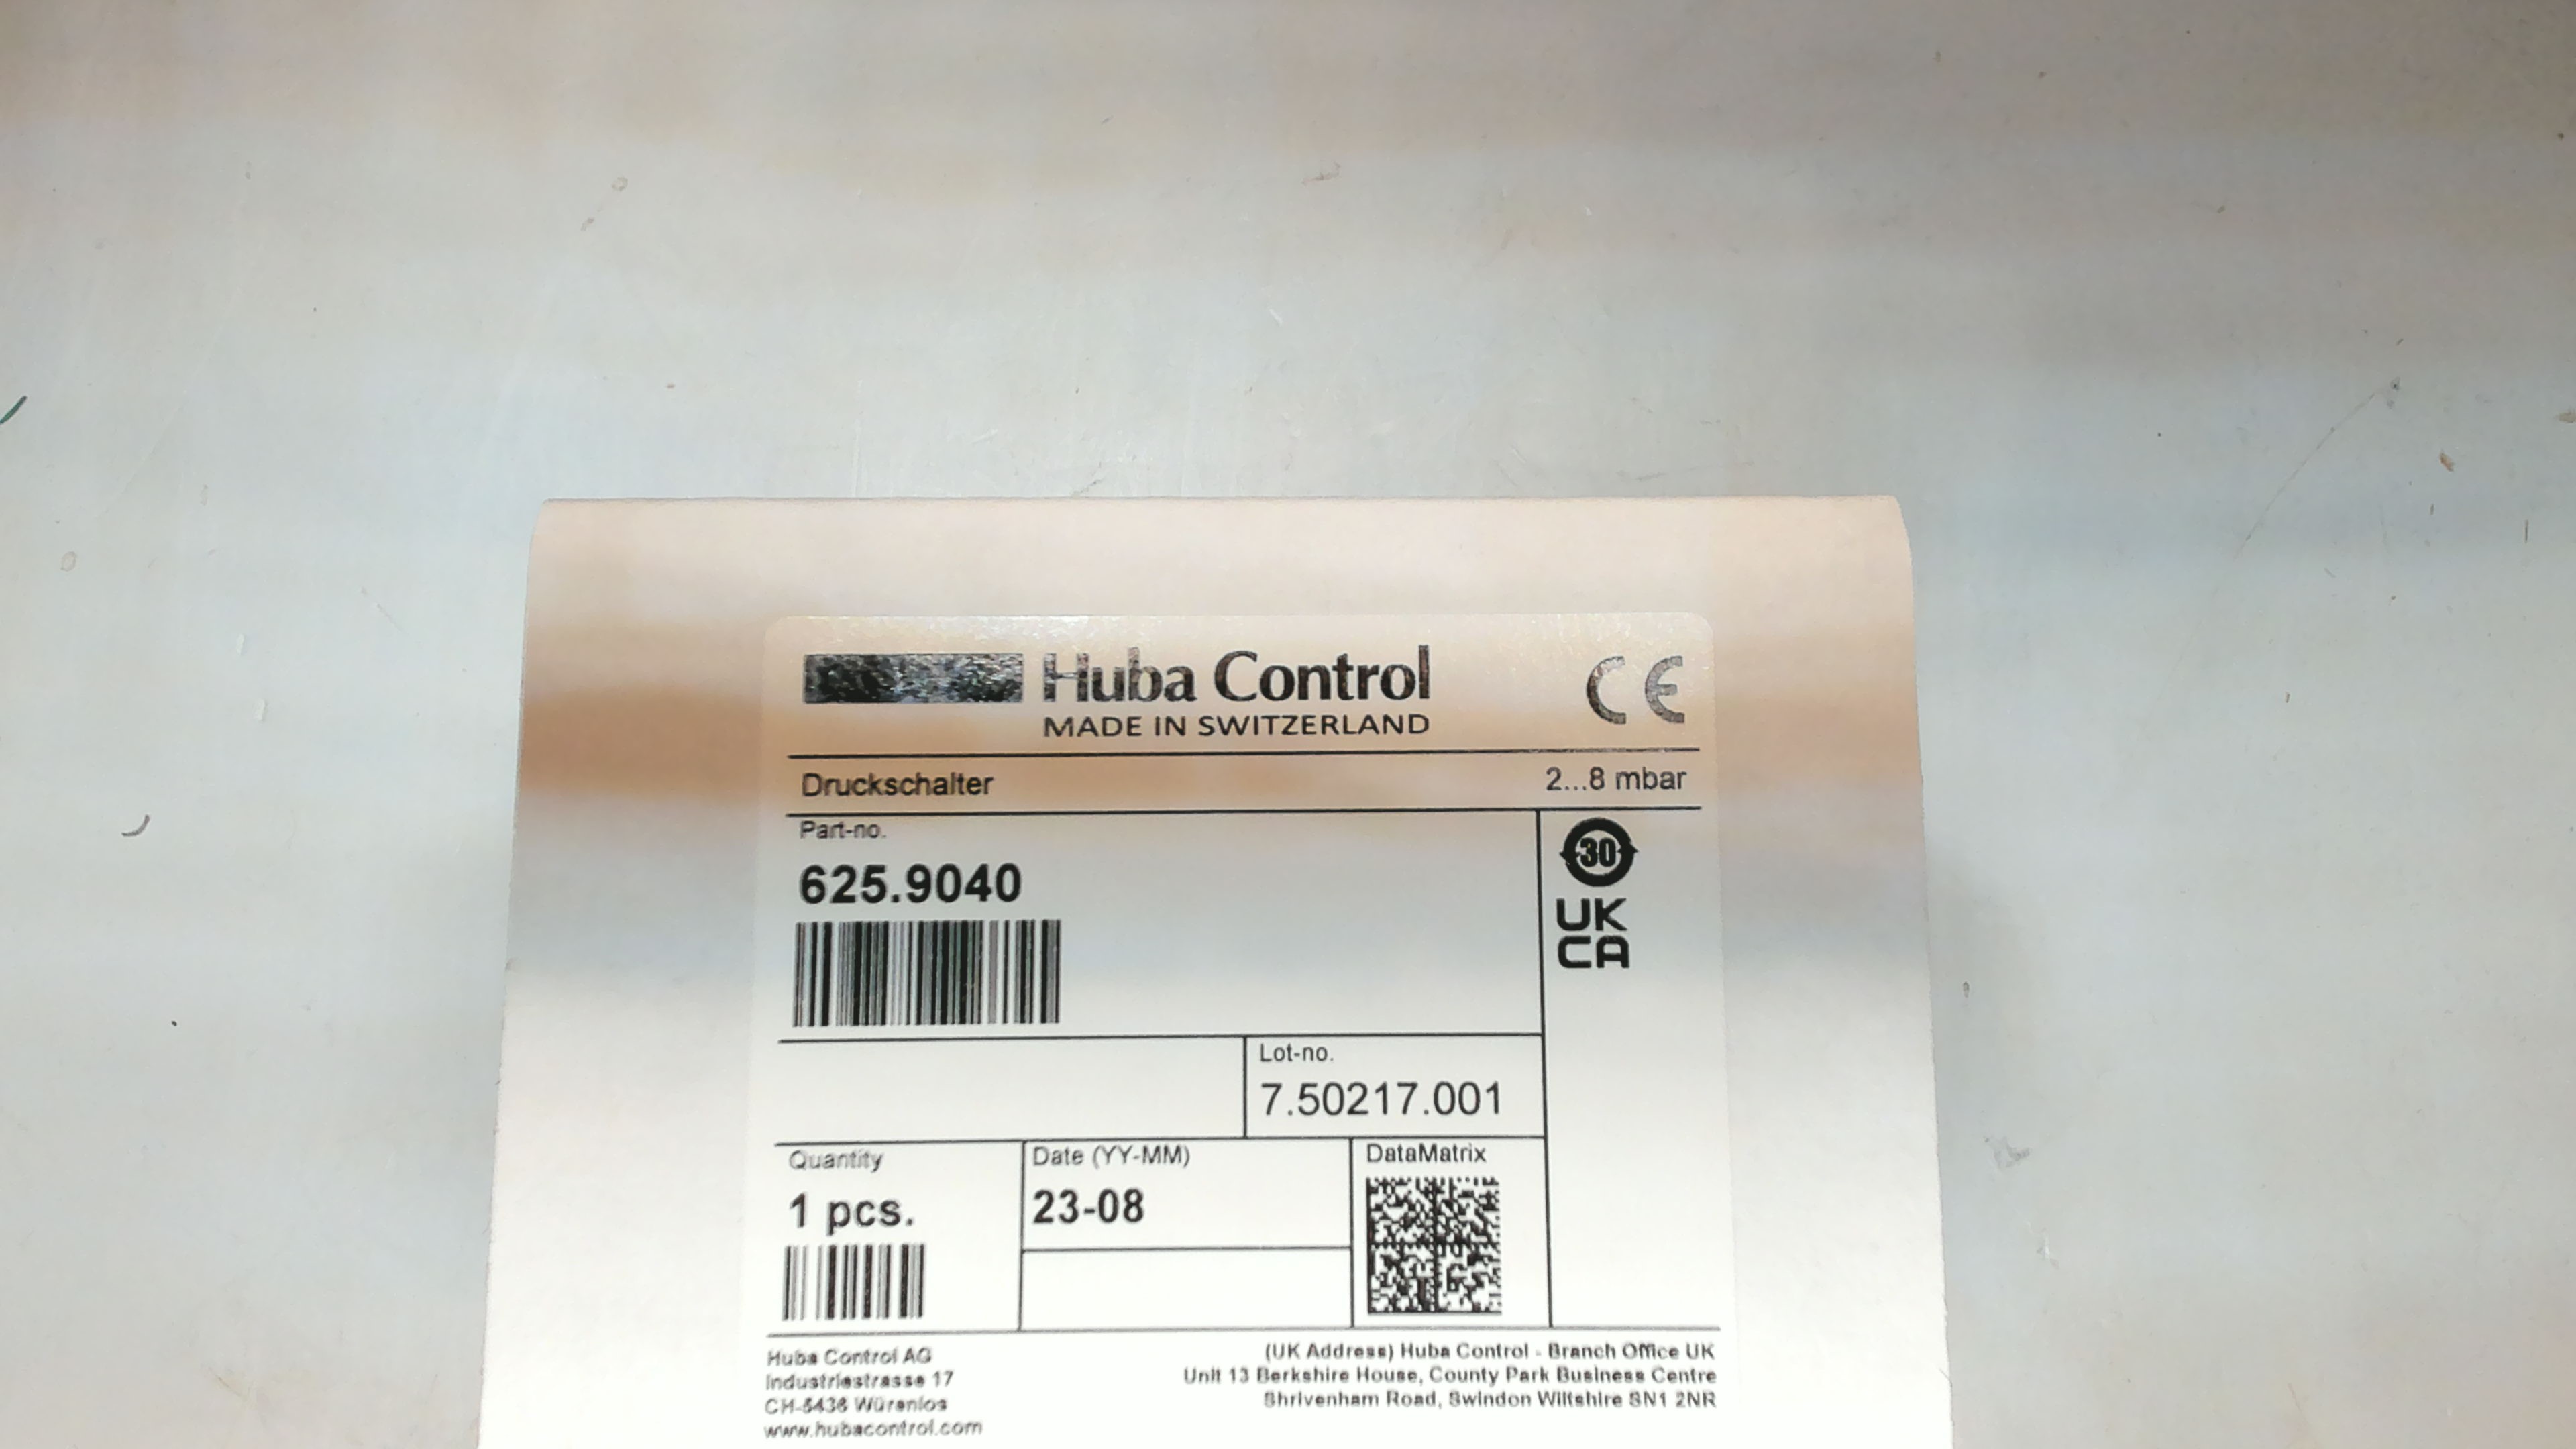 Huba Control
MADE IN SWITZERLAND
CE
Druckschalter
2...8 mbar
Part-no.
625.9040
30
UK
CA
Lot-no.
7.50217.001
Quantity
1 pcs.
Date (YY-MM)
23-08
DataMatrix
Huba Control AG
Industriestrasse 17
CH-5436 Würenlos
www.hubacontrol.com
(UK Address) Huba Control - Branch Office UK
Unit 13 Berkshire House, County Park Business Centre
Shrivenham Road, Swindon Wiltshire SN1 2NR